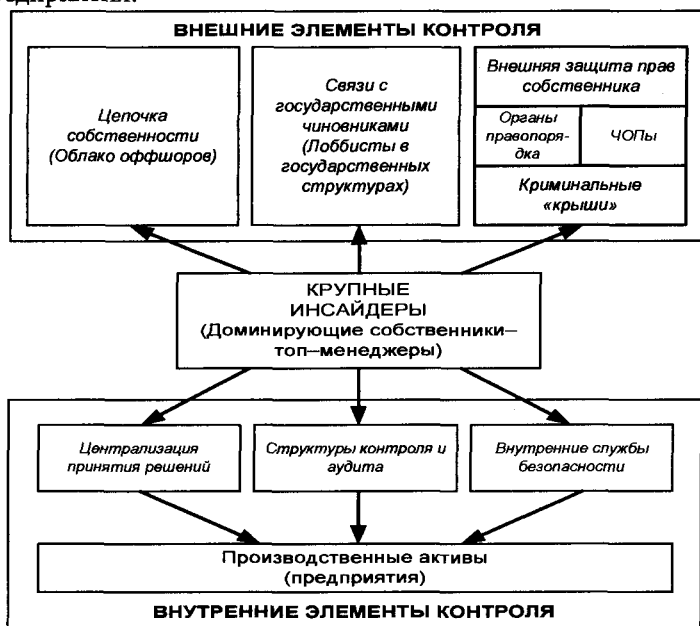 ВНЕШНИЕ ЭЛЕМЕНТЫ КОНТРОЛЯ
Цепочка
собственности
(Облако оффшоров)
Связи с
государственными
чиновниками
(Лоббисты в
государственных
структурах)
Внешняя защита прав
собственника
Органы
правопоря-
дка
ЧОПы
Криминальные
«крыши»
КРУПНЫЕ
ИНСАЙДЕРЫ
(Доминирующие собственники–
топ–менеджеры)
Централизация
принятия решений
Структуры контроля и
аудита
Внутренние службы
безопасности
Производственные активы
(предприятия)
ВНУТРЕННИЕ ЭЛЕМЕНТЫ КОНТРОЛЯ